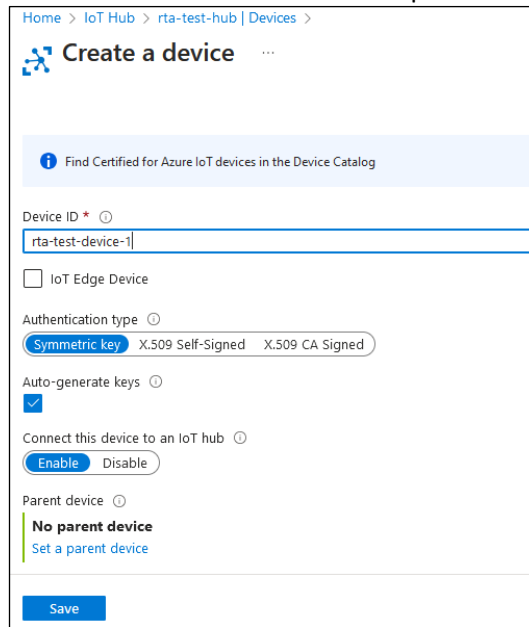 Home > IoT Hub > rta-test-hub | Devices >
Create a device ...
Find Certified for Azure IoT devices in the Device Catalog
Device ID *
rta-test-device-1
IoT Edge Device
Authentication type
Symmetric key X.509 Self-Signed X.509 CA Signed
Auto-generate keys
Connect this device to an IoT hub
Enable Disable
Parent device
No parent device
Set a parent device
Save